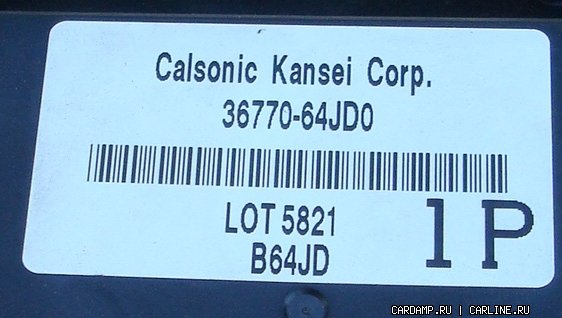 Calsonic Kansei Corp.
36770-64JD0
LOT 5821
B64JD
1P
CARDAMP.RU | CARLINE.RU